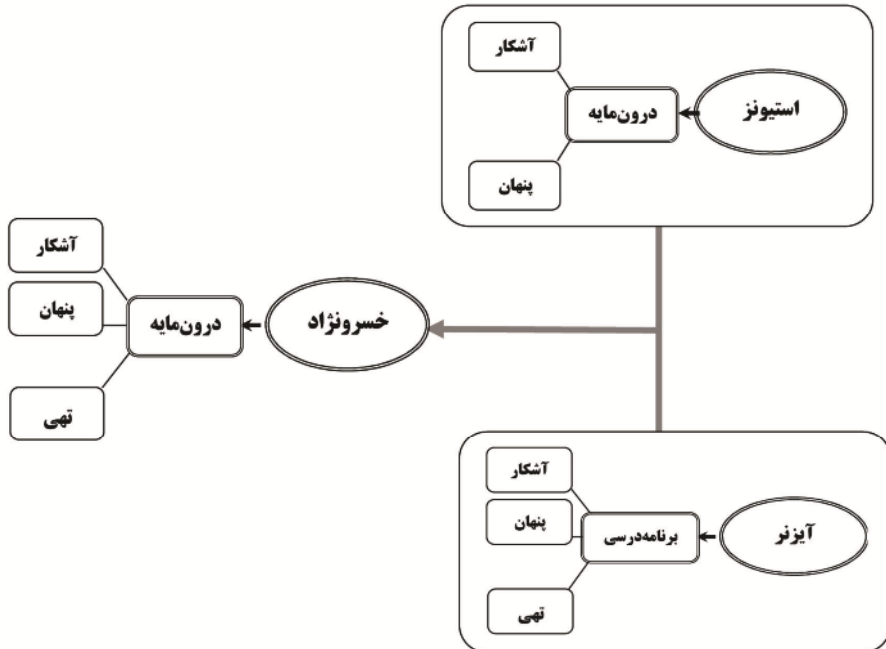 آشکار
استیونز
درون‌مایه
پنهان
آشکار
پنهان
خسرونژاد
درون‌مایه
تهی
آشکار
پنهان
آیزنر
برنامه‌درسی
تهی